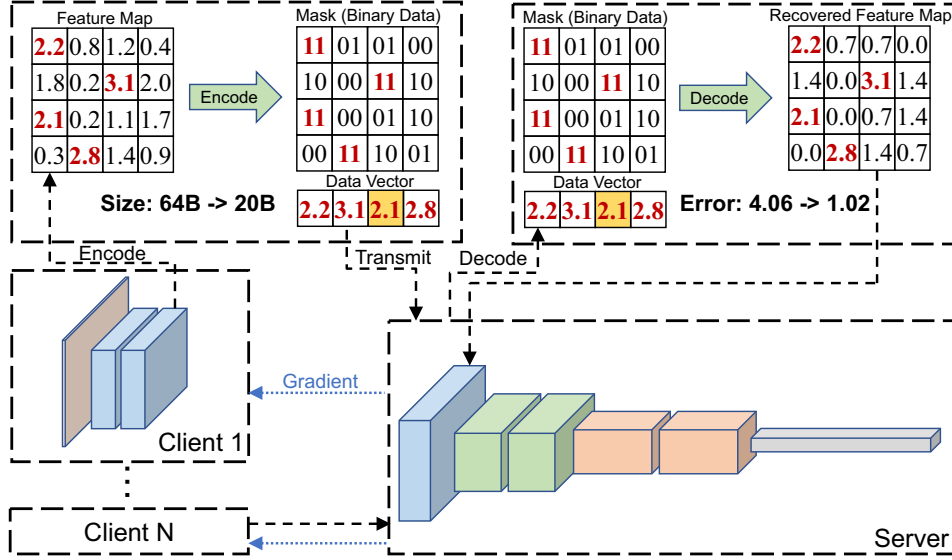 Feature Map
2.2 0.8 1.2 0.4
1.8 0.2 3.1 2.0
2.1 0.2 1.1 1.7
0.3 2.8 1.4 0.9
Encode
Mask (Binary Data)
11 01 01 00
10 00 11 10
11 00 01 10
00 11 10 01
Data Vector
2.2 3.1 2.1 2.8
Size: 64B -> 20B
Mask (Binary Data)
11 01 01 00
10 00 11 10
11 00 01 10
00 11 10 01
Data Vector
2.2 3.1 2.1 2.8
Decode
Recovered Feature Map
2.2 0.7 0.7 0.0
1.4 0.0 3.1 1.4
2.1 0.0 0.7 1.4
0.0 2.8 1.4 0.7
Error: 4.06 -> 1.02
Encode
Transmit
Decode
Gradient
Client 1
Client N
Server